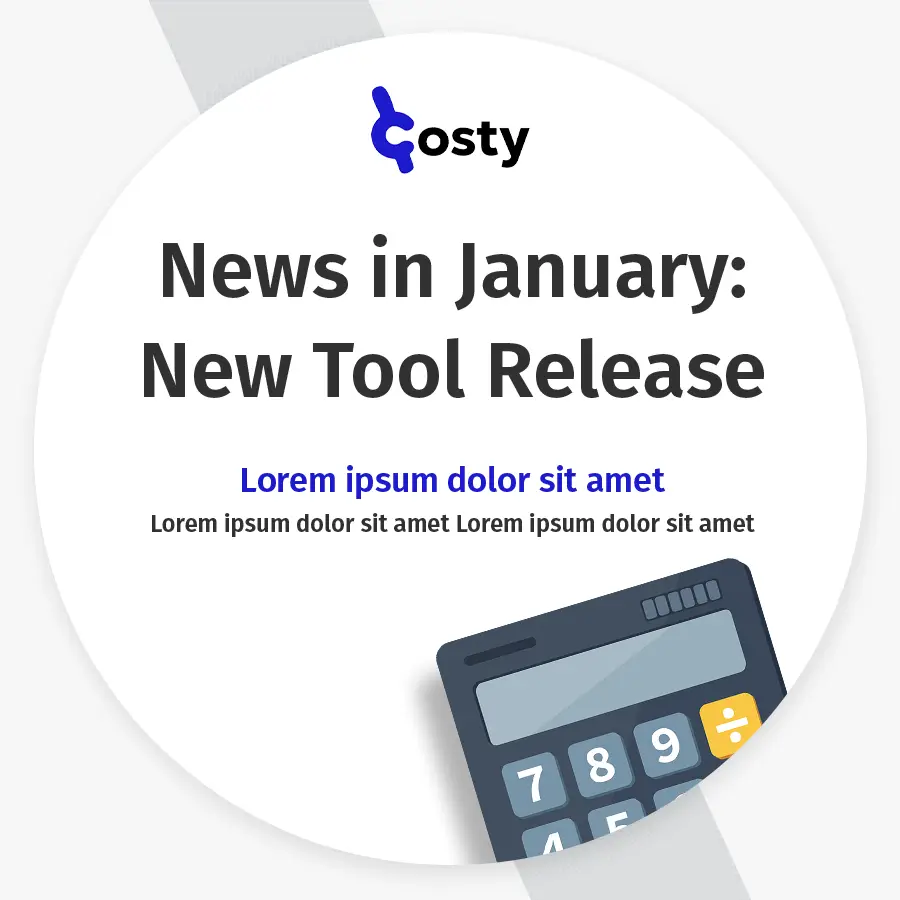 Costy
News in January:
New Tool Release
Lorem ipsum dolor sit amet
Lorem ipsum dolor sit amet Lorem ipsum dolor sit amet
7 8 9 ÷
4 5